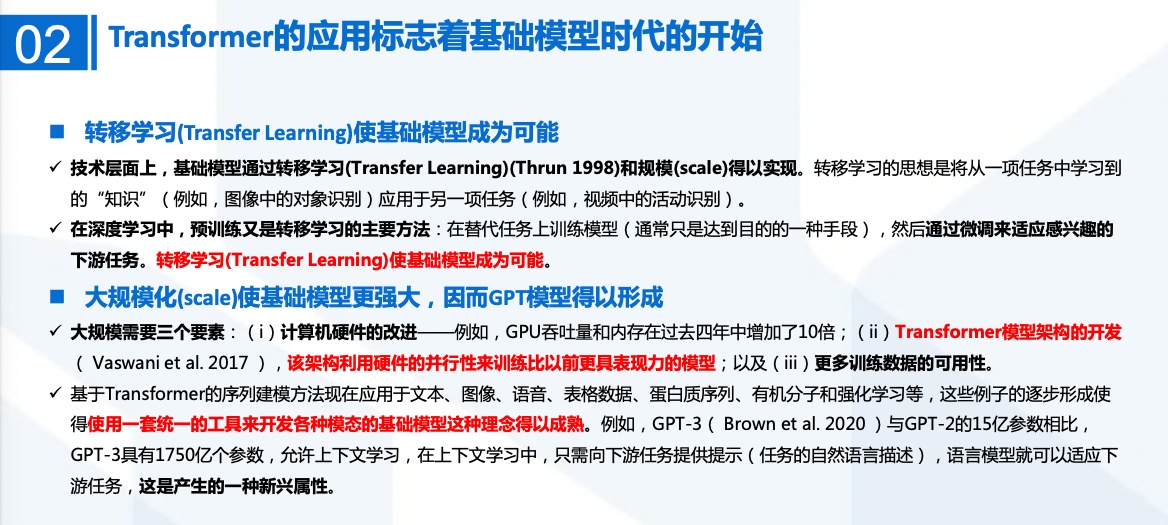 02
Transformer的应用标志着基础模型时代的开始
■ 转移学习(Transfer Learning)使基础模型成为可能
✓ 技术层面上，基础模型通过转移学习(Transfer Learning)(Thrun 1998)和规模(scale)得以实现。转移学习的思想是将从一项任务中学习到
的“知识”（例如，图像中的对象识别）应用于另一项任务（例如，视频中的活动识别）。
✓ 在深度学习中，预训练又是转移学习的主要方法：在替代任务上训练模型（通常只是达到目的的一种手段），然后通过微调来适应感兴趣的
下游任务。转移学习(Transfer Learning)使基础模型成为可能。
■ 大规模化(scale)使基础模型更强大，因而GPT模型得以形成
✓ 大规模需要三个要素：（i）计算机硬件的改进——例如，GPU吞吐量和内存在过去四年中增加了10倍；（ii）Transformer模型架构的开发
（ Vaswani et al. 2017 ），该架构利用硬件的并行性来训练比以前更具表现力的模型；以及（iii）更多训练数据的可用性。
✓ 基于Transformer的序列建模方法现在应用于文本、图像、语音、表格数据、蛋白质序列、有机分子和强化学习等，这些例子的逐步形成使
得使用一套统一的工具来开发各种模态的基础模型这种理念得以成熟。例如，GPT-3（ Brown et al. 2020 ）与GPT-2的15亿参数相比，
GPT-3具有1750亿个参数，允许上下文学习，在上下文学习中，只需向下游任务提供提示（任务的自然语言描述），语言模型就可以适应下
游任务，这是产生的一种新兴属性。